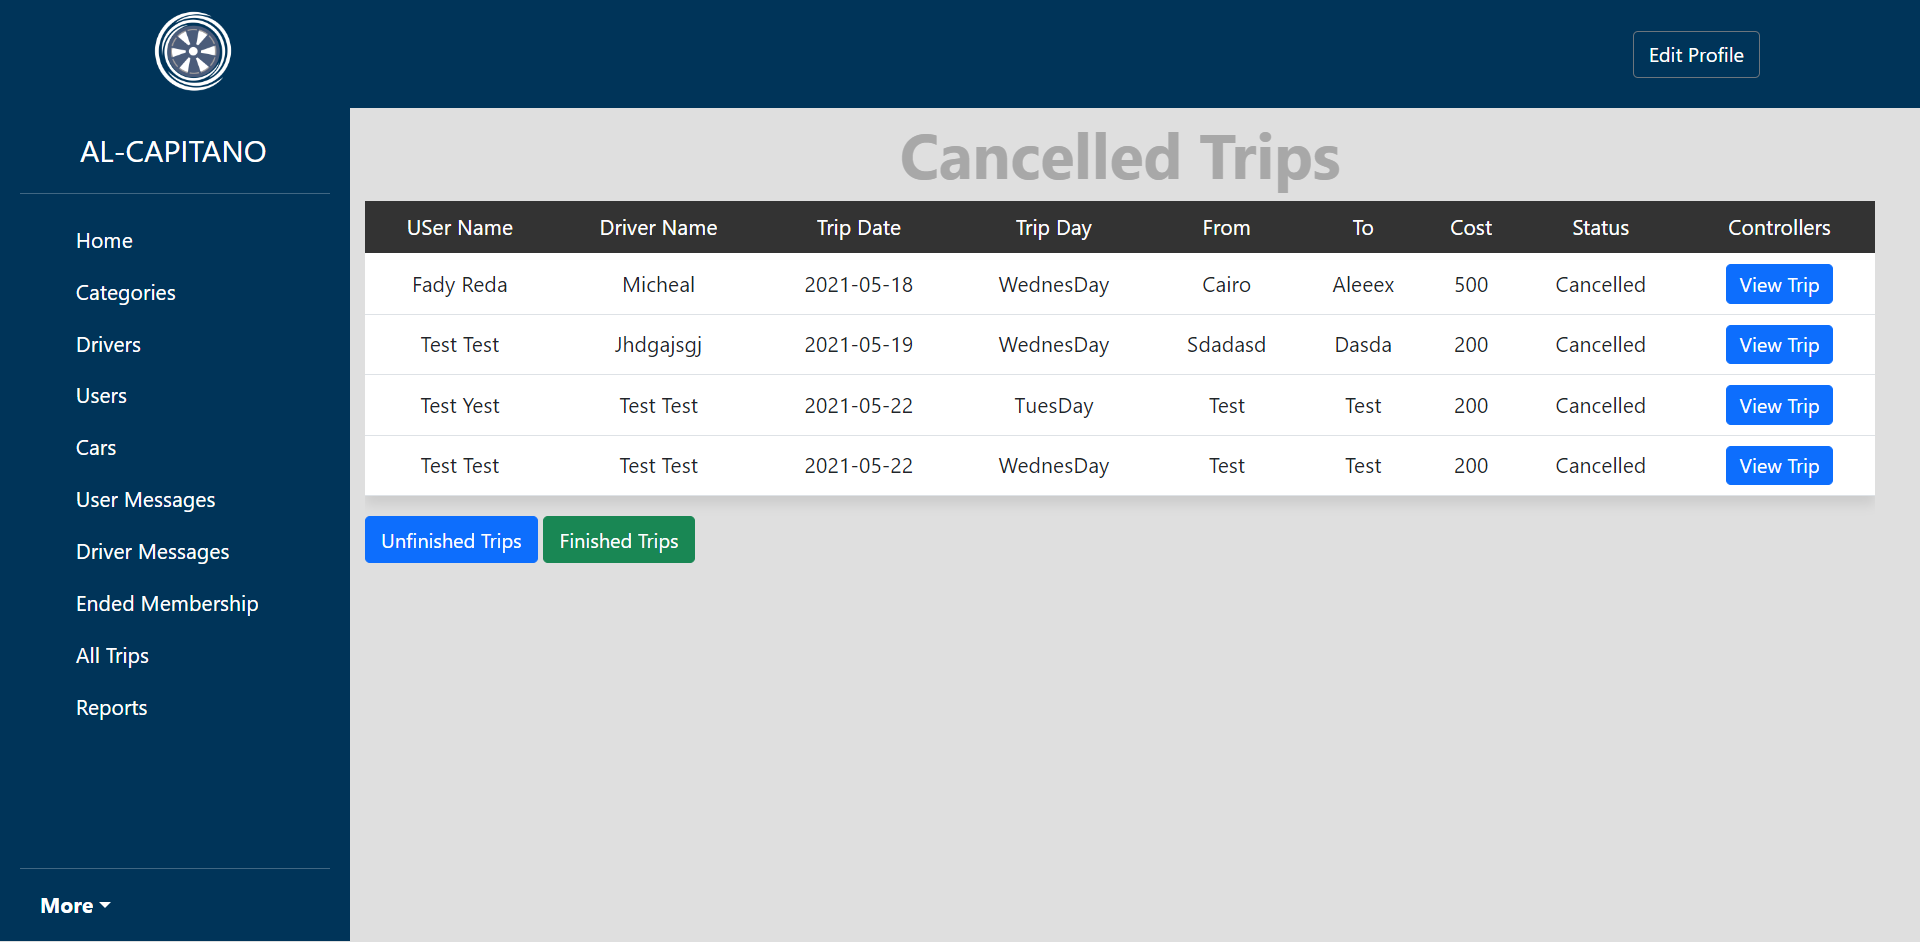 Edit Profile
AL-CAPITANO
Home
Categories
Drivers
Users
Cars
User Messages
Driver Messages
Ended Membership
All Trips
Reports
More
Cancelled Trips
USer Name Driver Name Trip Date Trip Day From To Cost Status Controllers
Fady Reda Micheal 2021-05-18 WednesDay Cairo Aleeex 500 Cancelled View Trip
Test Test Jhdgajsgj 2021-05-19 WednesDay Sdadasd Dasda 200 Cancelled View Trip
Test Yest Test Test 2021-05-22 TuesDay Test Test 200 Cancelled View Trip
Test Test Test Test 2021-05-22 WednesDay Test Test 200 Cancelled View Trip
Unfinished Trips Finished Trips